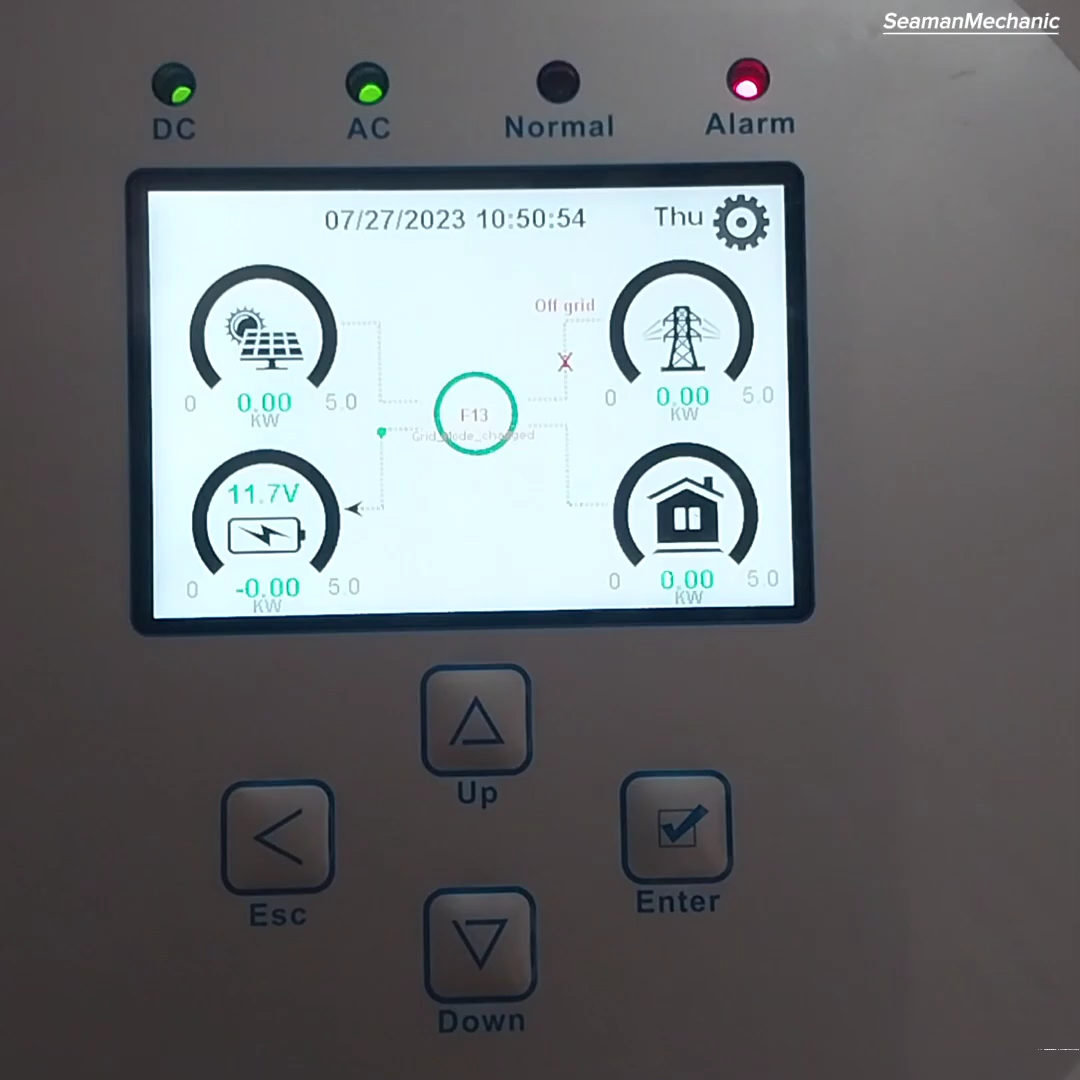 SeamanMechanic
DC
AC
Normal
Alarm
07/27/2023 10:50:54
Thu
Off grid
0
0.00
5.0
KW
0
0.00
5.0
KW
F13
Grid_Mode_changed
11.7V
0
-0.00
5.0
KW
0
0.00
5.0
KW
Up
Esc
Enter
Down